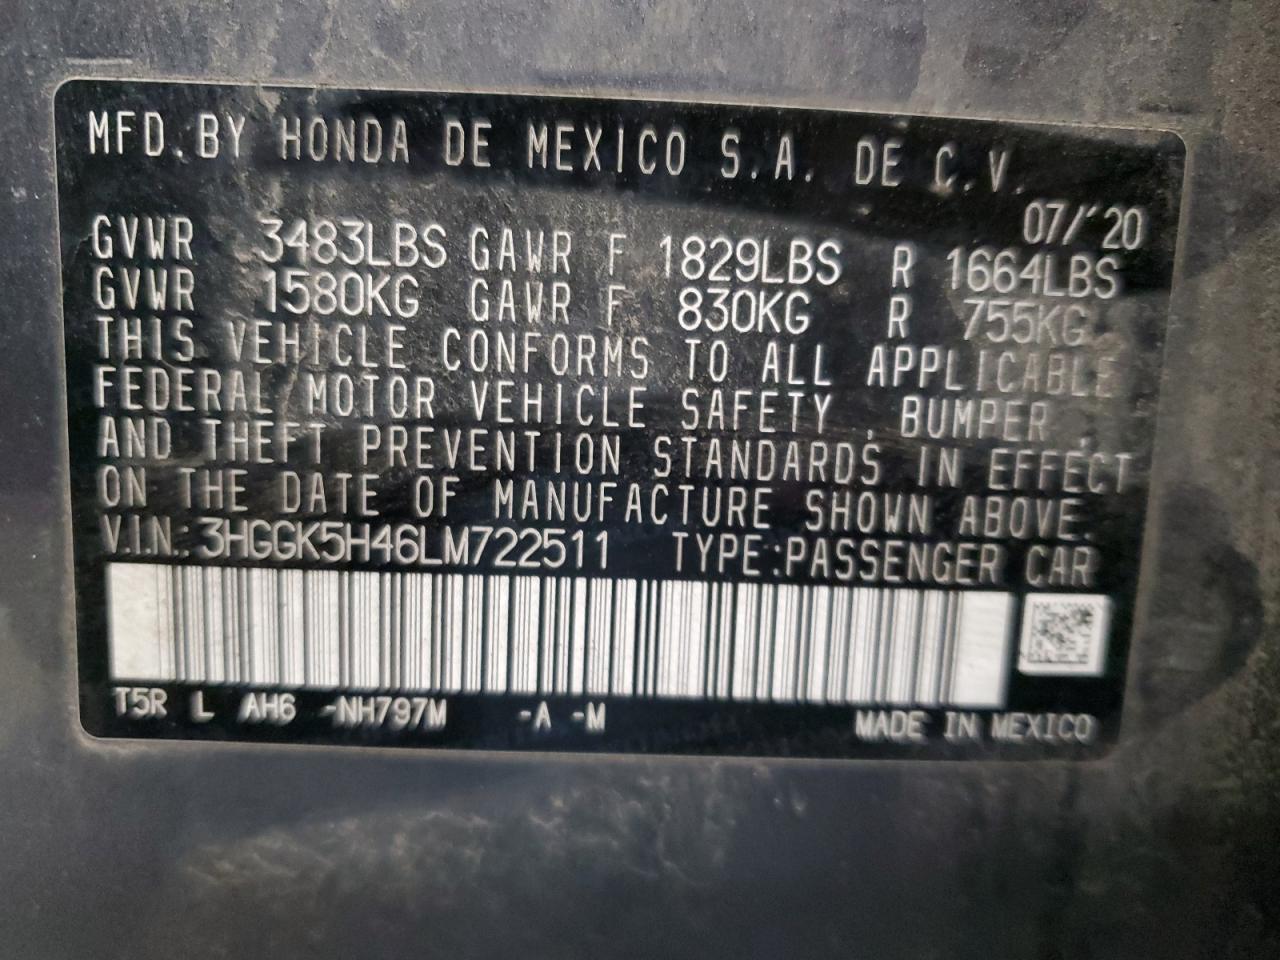 MFD.BY HONDA DE MEXICO S.A. DE C.V.
07/'20
GVWR 3483LBS GAWR F 1829LBS R 1664LBS
GVWR 1580KG GAWR F 830KG R 755KG
THIS VEHICLE CONFORMS TO ALL APPLICABLE
FEDERAL MOTOR VEHICLE SAFETY , BUMPER ,
AND THEFT PREVENTION STANDARDS IN EFFECT
ON THE DATE OF MANUFACTURE SHOWN ABOVE.
V.I.N.:3HGGK5H46LM722511 TYPE:PASSENGER CAR
T5R L AH6 -NH797M -A -M MADE IN MEXICO